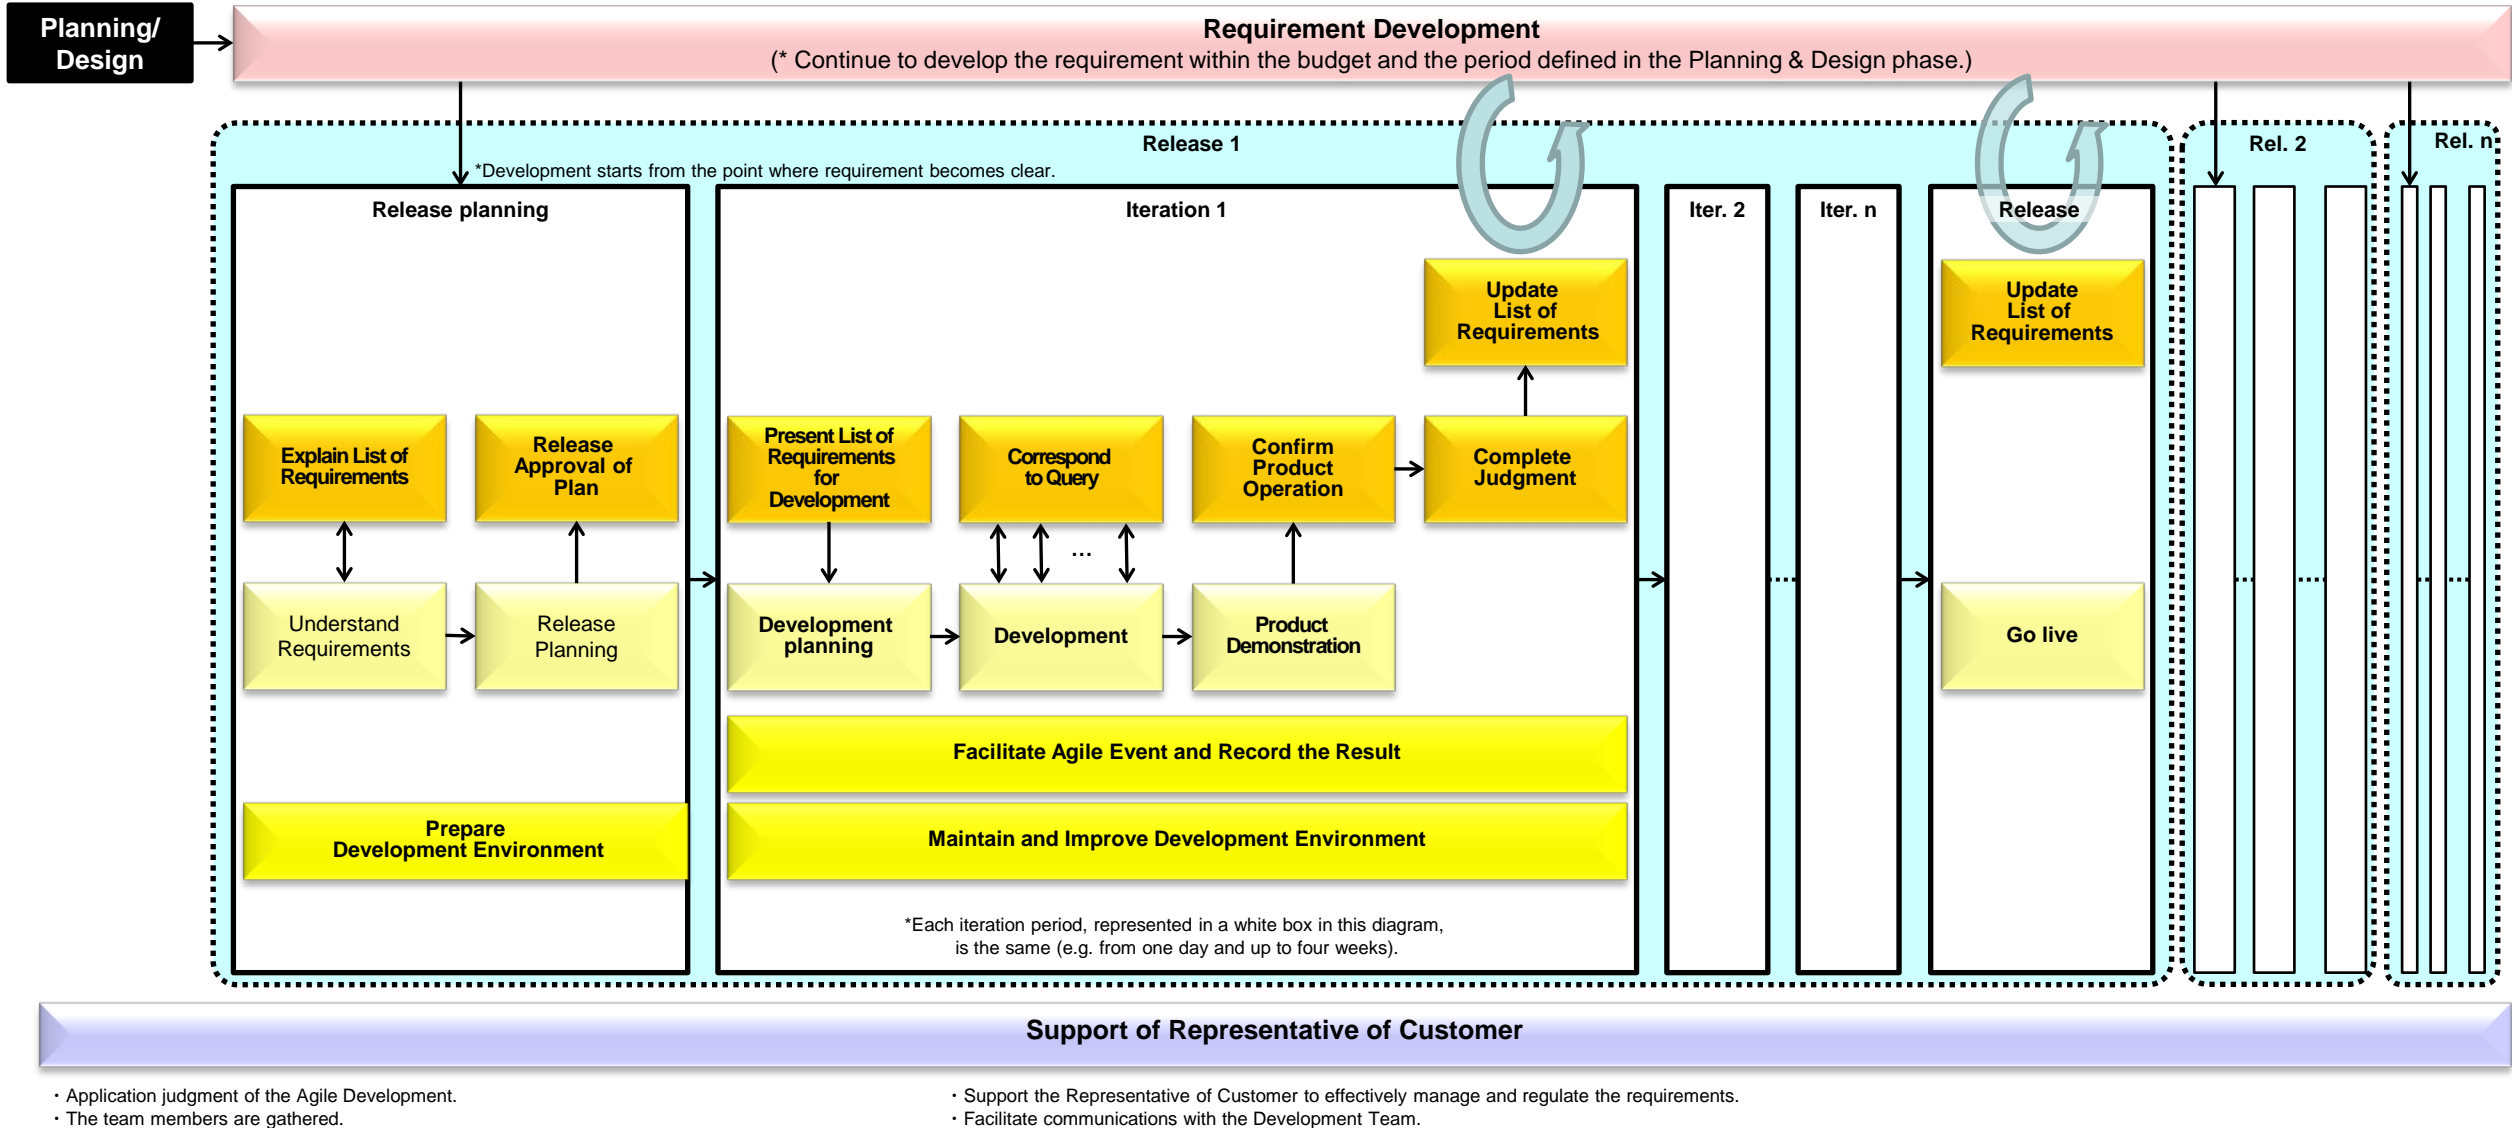 Planning/
Design
Requirement Development
(* Continue to develop the requirement within the budget and the period defined in the Planning & Design phase.)
Release 1
Rel. 2
Rel. n
*Development starts from the point where requirement becomes clear.
Release planning
Iteration 1
Iter. 2
Iter. n
Release
Update
List of
Requirements
Update
List of
Requirements
Explain List of
Requirements
Release
Approval of
Plan
Present List of
Requirements
for
Development
Correspond
to Query
Confirm
Product
Operation
Complete
Judgment
...
Understand
Requirements
Release
Planning
Development
planning
Development
Product
Demonstration
Go live
Facilitate Agile Event and Record the Result
Prepare
Development Environment
Maintain and Improve Development Environment
*Each iteration period, represented in a white box in this diagram,
is the same (e.g. from one day and up to four weeks).
Support of Representative of Customer
・Application judgment of the Agile Development.
・The team members are gathered.
・Support the Representative of Customer to effectively manage and regulate the requirements.
・Facilitate communications with the Development Team.